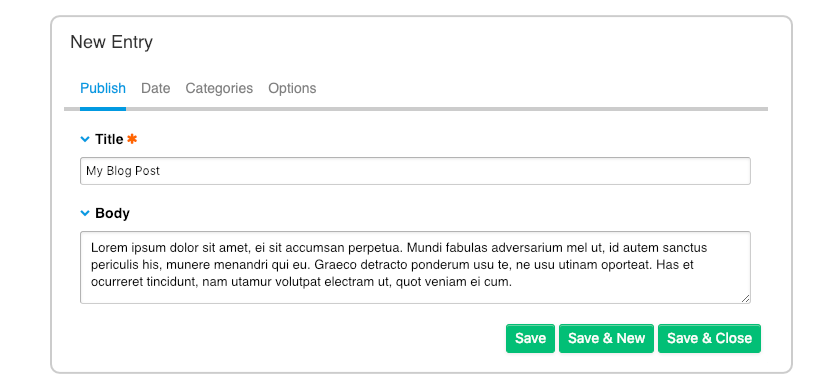 New Entry
Publish Date Categories Options
Title *
My Blog Post
Body
Lorem ipsum dolor sit amet, ei sit accumsan perpetua. Mundi fabulas adversarium mel ut, id autem sanctus
periculis his, munere menandri qui eu. Graeco detracto ponderum usu te, ne usu utinam oporteat. Has et
ocurreret tincidunt, nam utamur volutpat electram ut, quot veniam ei cum.
Save Save & New Save & Close